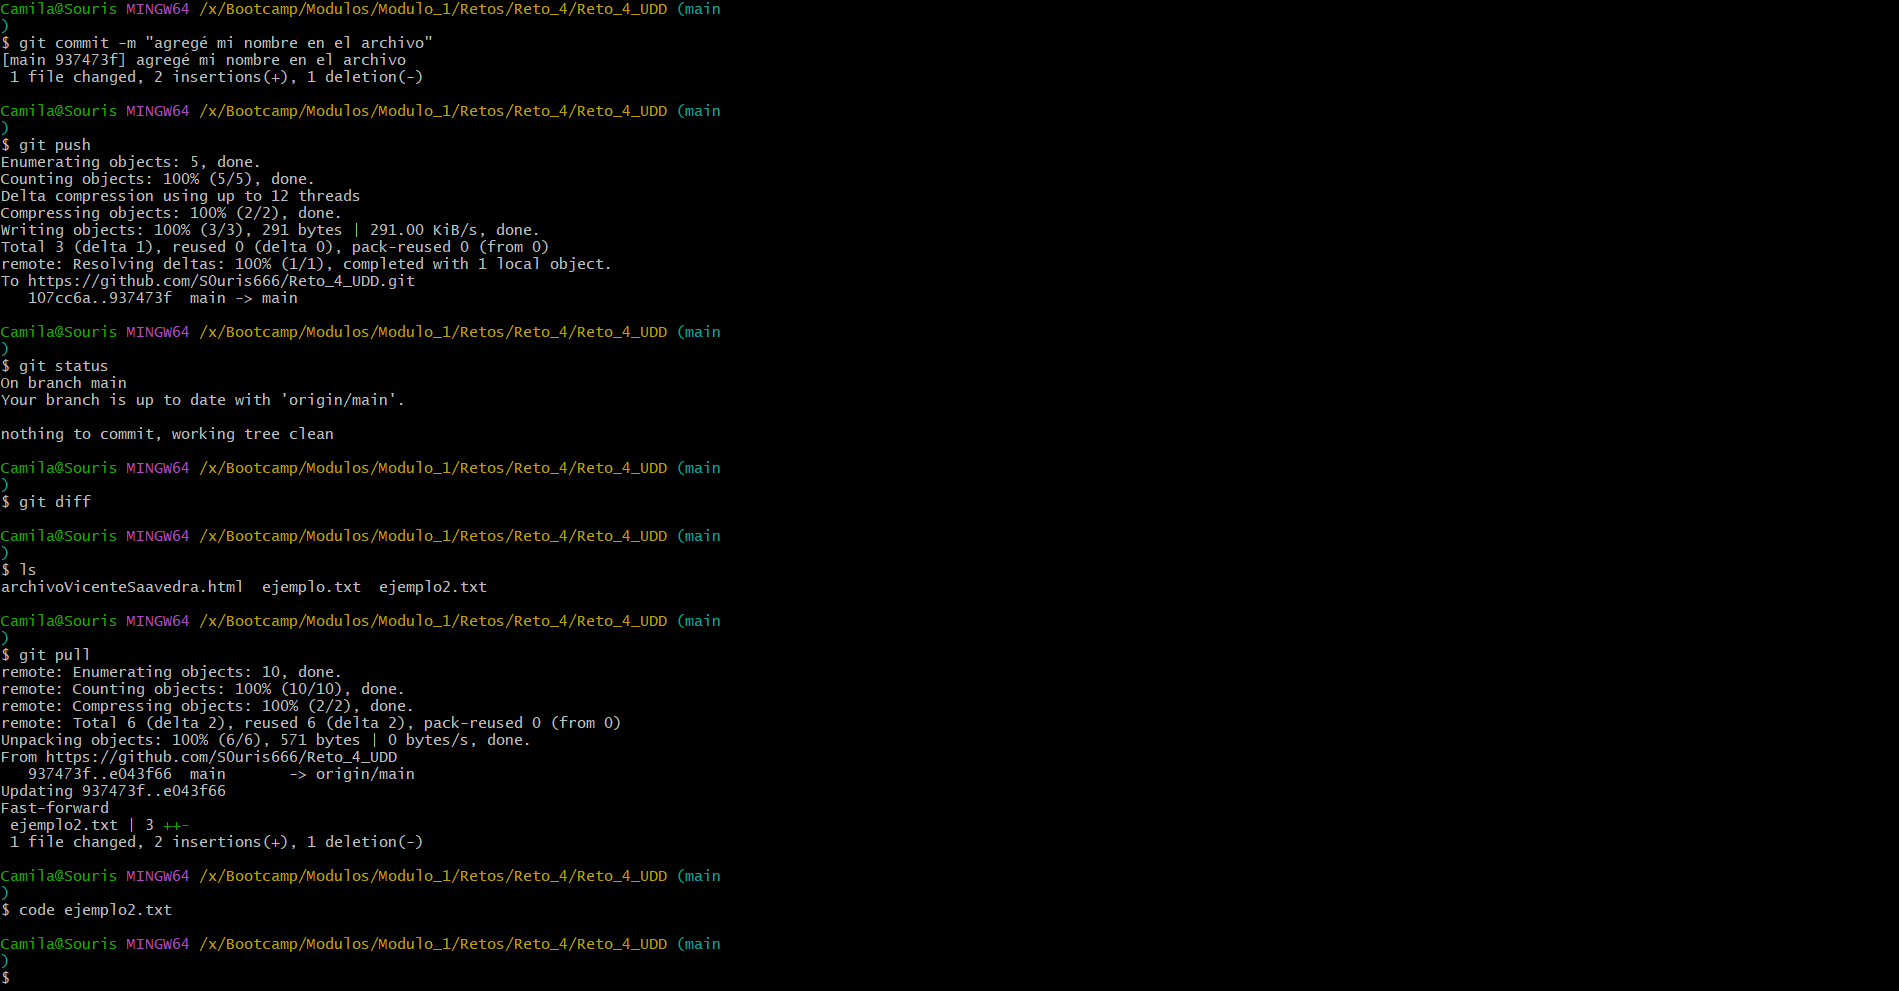 Camila@Souris MINGW64 /x/Bootcamp/Modulos/Modulo_1/Retos/Reto_4/Reto_4_UDD (main
)
$ git commit -m "agregé mi nombre en el archivo"
[main 937473f] agregé mi nombre en el archivo
 1 file changed, 2 insertions(+), 1 deletion(-)

Camila@Souris MINGW64 /x/Bootcamp/Modulos/Modulo_1/Retos/Reto_4/Reto_4_UDD (main
)
$ git push
Enumerating objects: 5, done.
Counting objects: 100% (5/5), done.
Delta compression using up to 12 threads
Compressing objects: 100% (2/2), done.
Writing objects: 100% (3/3), 291 bytes | 291.00 KiB/s, done.
Total 3 (delta 1), reused 0 (delta 0), pack-reused 0 (from 0)
remote: Resolving deltas: 100% (1/1), completed with 1 local object.
To https://github.com/S0uris666/Reto_4_UDD.git
   107cc6a..937473f  main -> main

Camila@Souris MINGW64 /x/Bootcamp/Modulos/Modulo_1/Retos/Reto_4/Reto_4_UDD (main
)
$ git status
On branch main
Your branch is up to date with 'origin/main'.

nothing to commit, working tree clean

Camila@Souris MINGW64 /x/Bootcamp/Modulos/Modulo_1/Retos/Reto_4/Reto_4_UDD (main
)
$ git diff

Camila@Souris MINGW64 /x/Bootcamp/Modulos/Modulo_1/Retos/Reto_4/Reto_4_UDD (main
)
$ ls
archivoVicenteSaavedra.html  ejemplo.txt  ejemplo2.txt

Camila@Souris MINGW64 /x/Bootcamp/Modulos/Modulo_1/Retos/Reto_4/Reto_4_UDD (main
)
$ git pull
remote: Enumerating objects: 10, done.
remote: Counting objects: 100% (10/10), done.
remote: Compressing objects: 100% (2/2), done.
remote: Total 6 (delta 2), reused 6 (delta 2), pack-reused 0 (from 0)
Unpacking objects: 100% (6/6), 571 bytes | 0 bytes/s, done.
From https://github.com/S0uris666/Reto_4_UDD
   937473f..e043f66  main       -> origin/main
Updating 937473f..e043f66
Fast-forward
 ejemplo2.txt | 3 ++-
 1 file changed, 2 insertions(+), 1 deletion(-)

Camila@Souris MINGW64 /x/Bootcamp/Modulos/Modulo_1/Retos/Reto_4/Reto_4_UDD (main
)
$ code ejemplo2.txt

Camila@Souris MINGW64 /x/Bootcamp/Modulos/Modulo_1/Retos/Reto_4/Reto_4_UDD (main
)
$